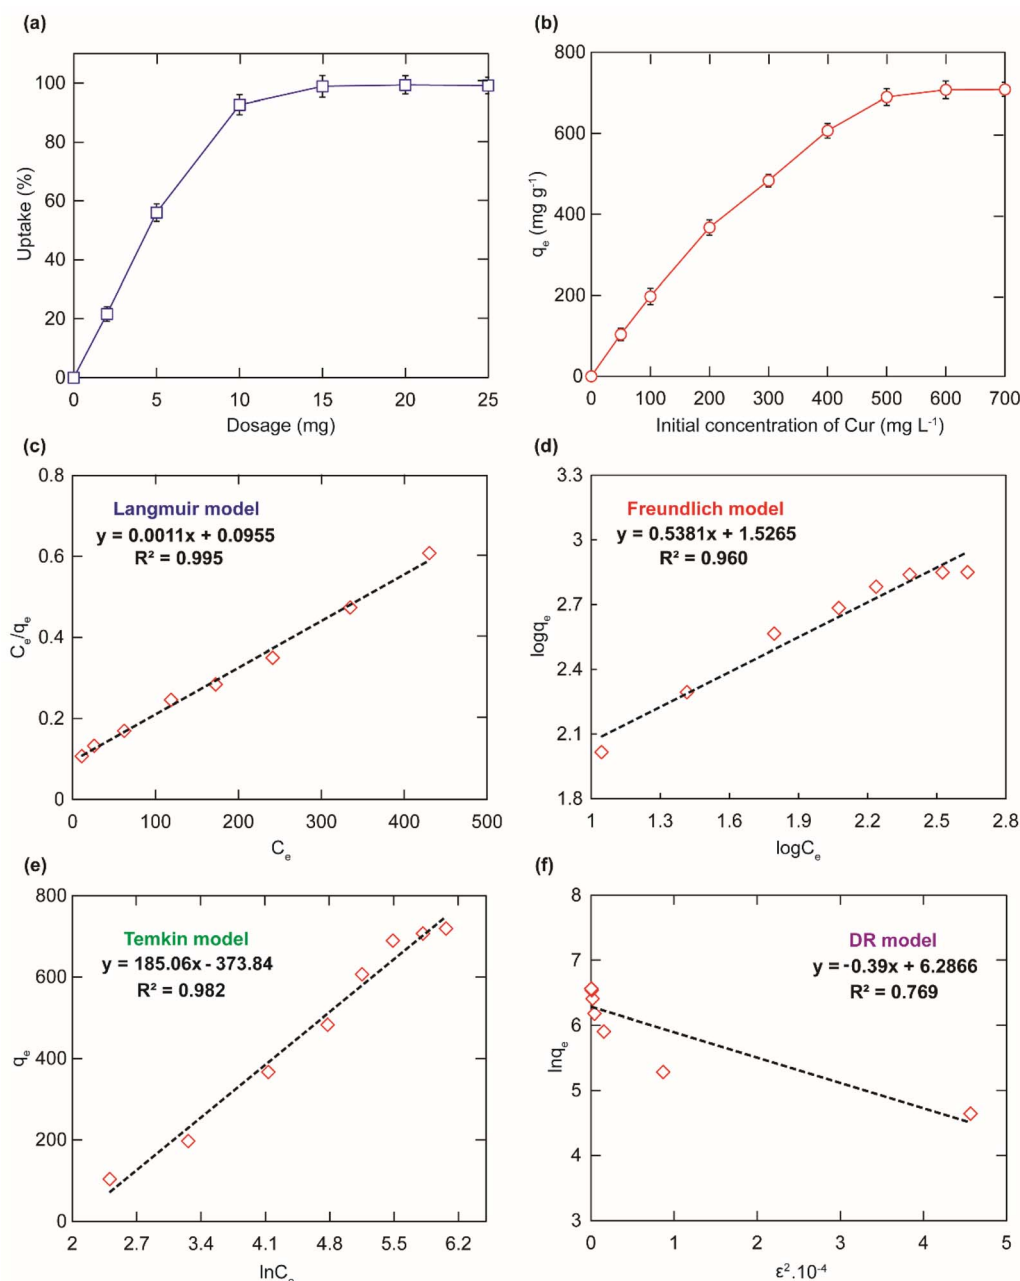 (a)
100
80
60
40
20
0
Uptake (%)
0 5 10 15 20 25
Dosage (mg)
(b)
800
600
400
200
0
qₑ (mg g⁻¹)
0 100 200 300 400 500 600 700
Initial concentration of Cur (mg L⁻¹)
(c)
0.8
0.6
0.4
0.2
0
Cₑ/qₑ
Langmuir model
y = 0.0011x + 0.0955
R² = 0.995
0 100 200 300 400 500
Cₑ
(d)
3.3
3
2.7
2.4
2.1
1.8
logqₑ
Freundlich model
y = 0.5381x + 1.5265
R² = 0.960
1 1.3 1.6 1.9 2.2 2.5 2.8
logCₑ
(e)
800
600
400
200
0
qₑ
Temkin model
y = 185.06x - 373.84
R² = 0.982
2 2.7 3.4 4.1 4.8 5.5 6.2
lnCₑ
(f)
8
7
6
5
4
3
lnqₑ
DR model
y = -0.39x + 6.2866
R² = 0.769
0 1 2 3 4 5
ε².10⁻⁴